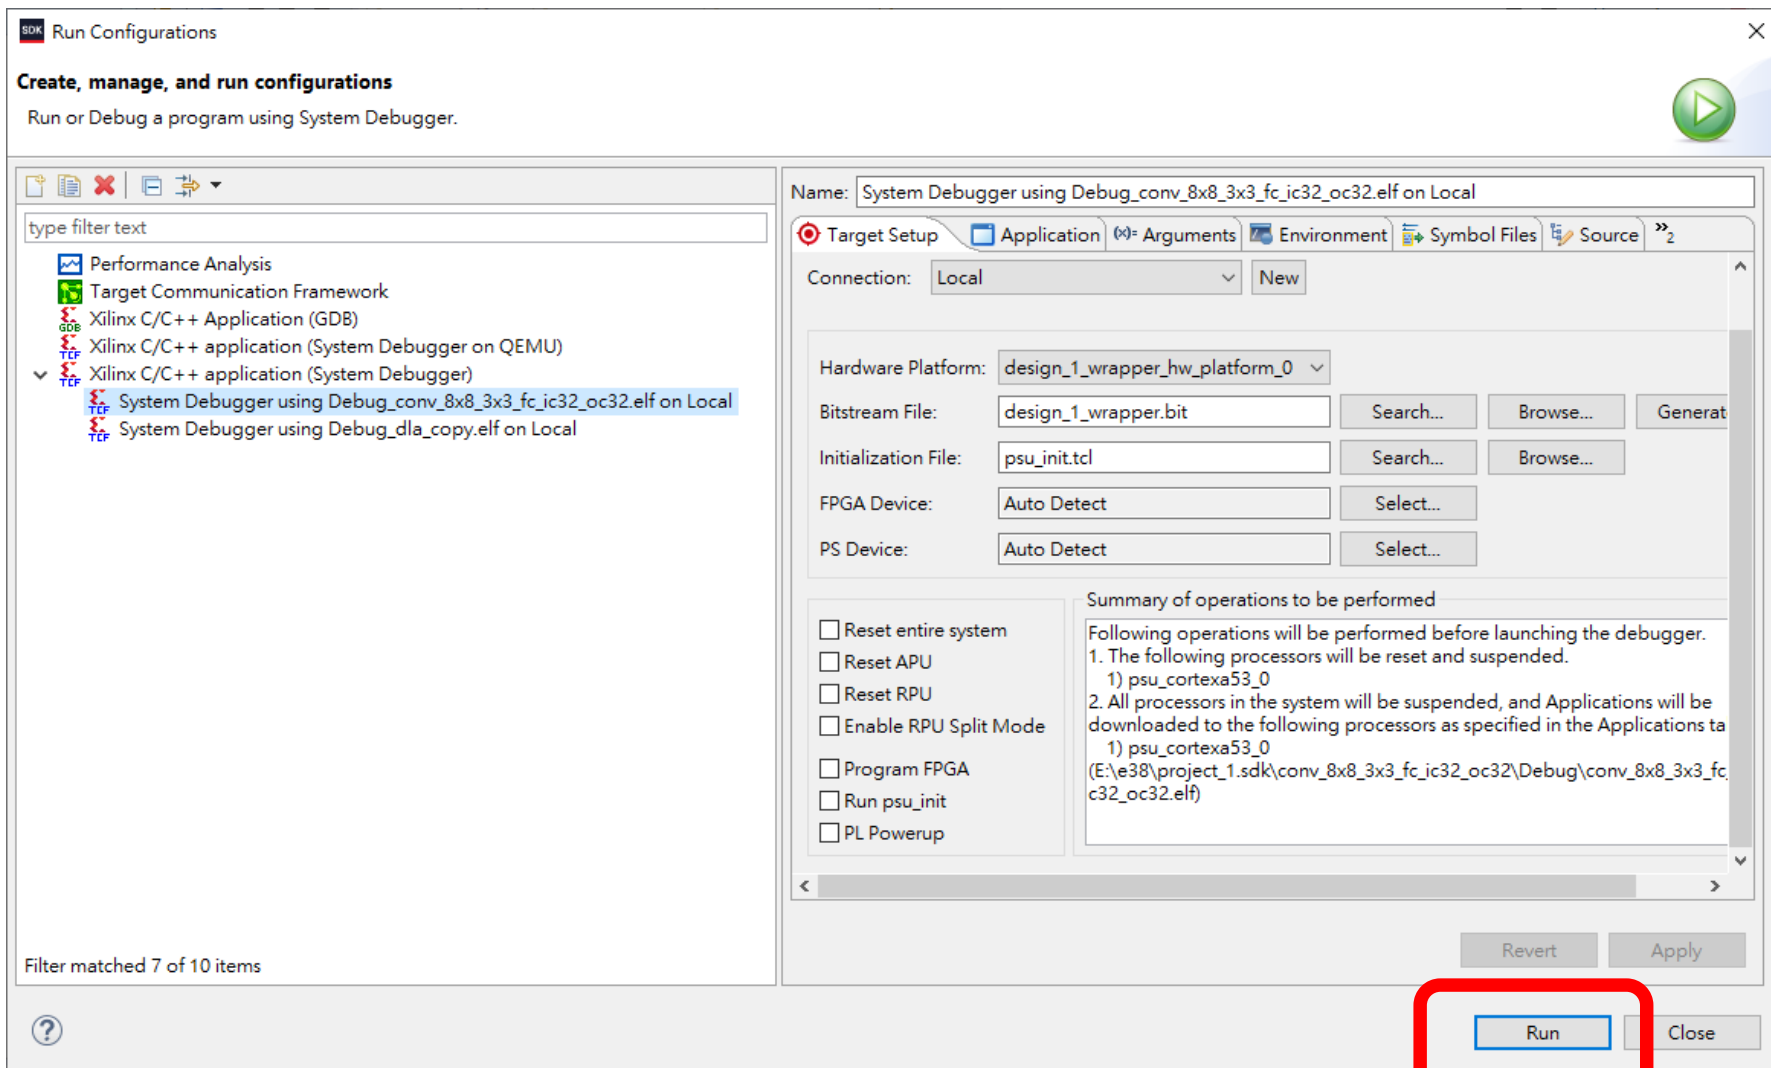 SDK Run Configurations
Create, manage, and run configurations
Run or Debug a program using System Debugger.
type filter text
Performance Analysis
Target Communication Framework
GDB Xilinx C/C++ Application (GDB)
TCF Xilinx C/C++ application (System Debugger on QEMU)
TCF Xilinx C/C++ application (System Debugger)
TCF System Debugger using Debug_conv_8x8_3x3_fc_ic32_oc32.elf on Local
TCF System Debugger using Debug_dla_copy.elf on Local
Filter matched 7 of 10 items
Name: System Debugger using Debug_conv_8x8_3x3_fc_ic32_oc32.elf on Local
Target Setup Application (x)= Arguments Environment Symbol Files Source »2
Connection: Local New
Hardware Platform: design_1_wrapper_hw_platform_0
Bitstream File: design_1_wrapper.bit Search... Browse... Generat
Initialization File: psu_init.tcl Search... Browse...
FPGA Device: Auto Detect Select...
PS Device: Auto Detect Select...
Reset entire system
Reset APU
Reset RPU
Enable RPU Split Mode
Program FPGA
Run psu_init
PL Powerup
Summary of operations to be performed
Following operations will be performed before launching the debugger.
1. The following processors will be reset and suspended.
1) psu_cortexa53_0
2. All processors in the system will be suspended, and Applications will be
downloaded to the following processors as specified in the Applications ta
1) psu_cortexa53_0
(E:\e38\project_1.sdk\conv_8x8_3x3_fc_ic32_oc32\Debug\conv_8x8_3x3_fc_
c32_oc32.elf)
Revert Apply
? Run Close